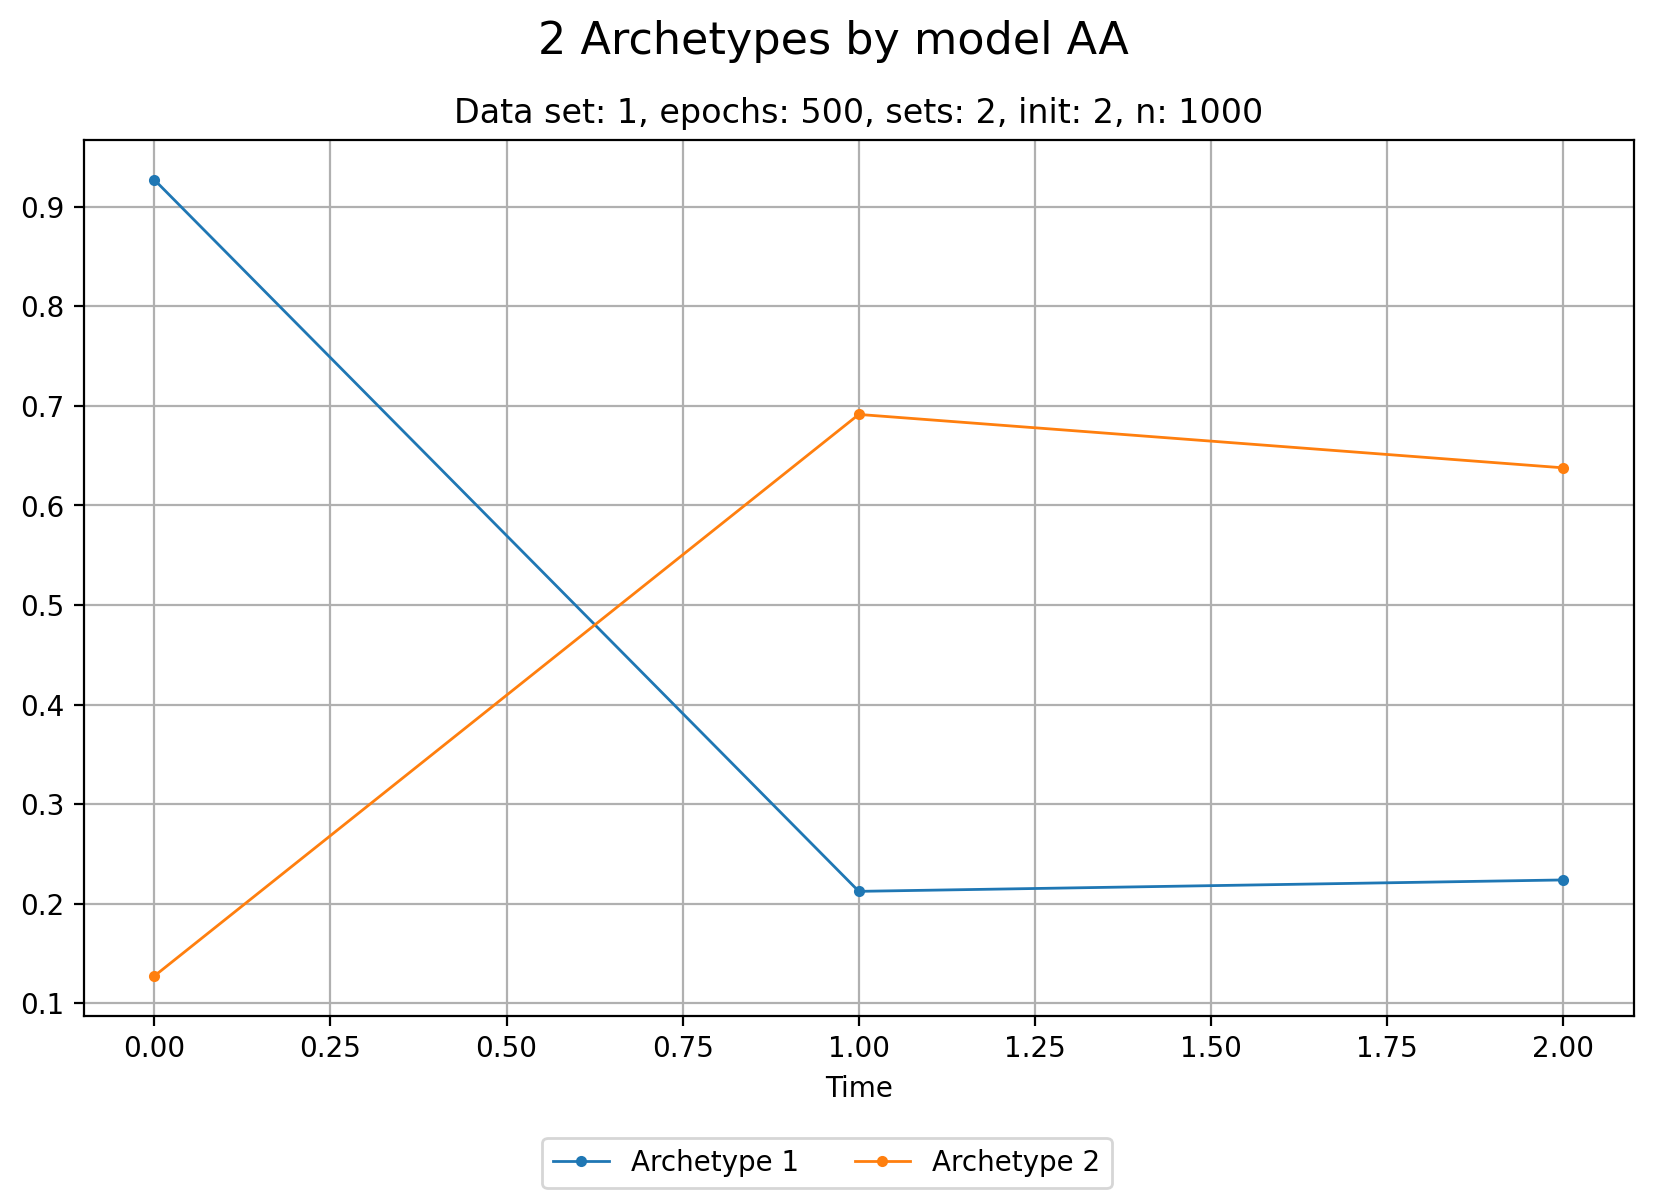 2 Archetypes by model AA
Data set: 1, epochs: 500, sets: 2, init: 2, n: 1000
0.9
0.8
0.7
0.6
0.5
0.4
0.3
0.2
0.1
0.00 0.25 0.50 0.75 1.00 1.25 1.50 1.75 2.00
Time
Archetype 1 Archetype 2